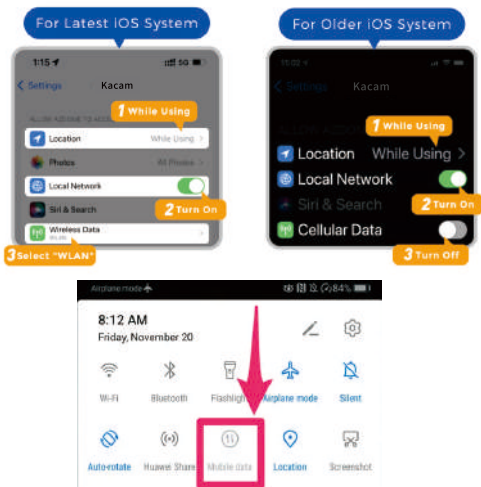 For Latest iOS System
1:15
5G
Settings
Kacam
1 While Using
Location
While Using >
Photos
All Photos >
Local Network
Siri & Search
2 Turn On
Wireless Data
WLAN
3 Select "WLAN"
For Older iOS System
15:03
Settings
Kacam
1 While Using
Location
While Using >
Local Network
Siri & Search
2 Turn On
Cellular Data
3 Turn Off
Airplane mode
84%
8:12 AM
Friday, November 20
Wi-Fi
Bluetooth
Flashlight
Airplane mode
Silent
Auto-rotate
Huawei Share
Mobile data
Location
Screenshot